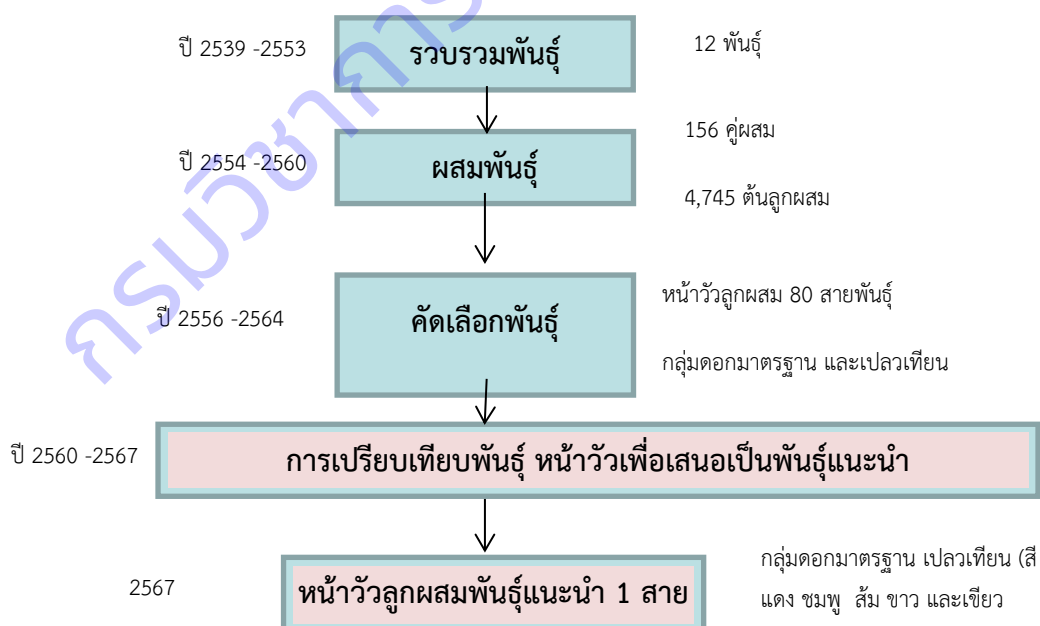 กรมวิชาการ
ปี 2539 -2553
รวบรวมพันธุ์
12 พันธุ์
ปี 2554 -2560
ผสมพันธุ์
156 คู่ผสม
4,745 ต้นลูกผสม
ปี 2556 -2564
คัดเลือกพันธุ์
หน้าวัวลูกผสม 80 สายพันธุ์
กลุ่มดอกมาตรฐาน และเปลวเทียน
ปี 2560 -2567
การเปรียบเทียบพันธุ์ หน้าวัวเพื่อเสนอเป็นพันธุ์แนะนำ
2567
หน้าวัวลูกผสมพันธุ์แนะนำ 1 สาย
กลุ่มดอกมาตรฐาน เปลวเทียน (สี
แดง ชมพู ส้ม ขาว และเขียว